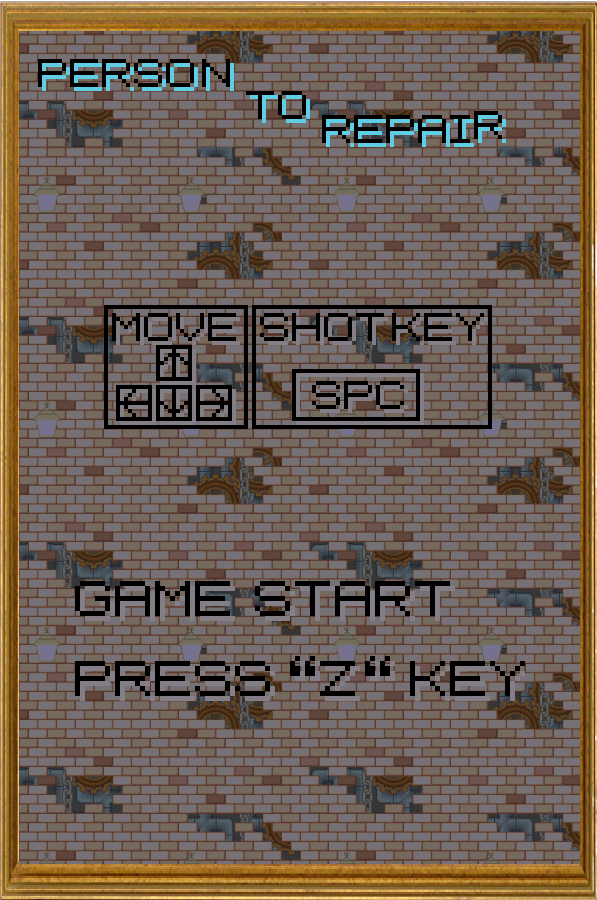 PERSON
TO
REPAIR
MOVE SHOTKEY
↑
← ↓ → SPC
GAME START
PRESS "Z" KEY